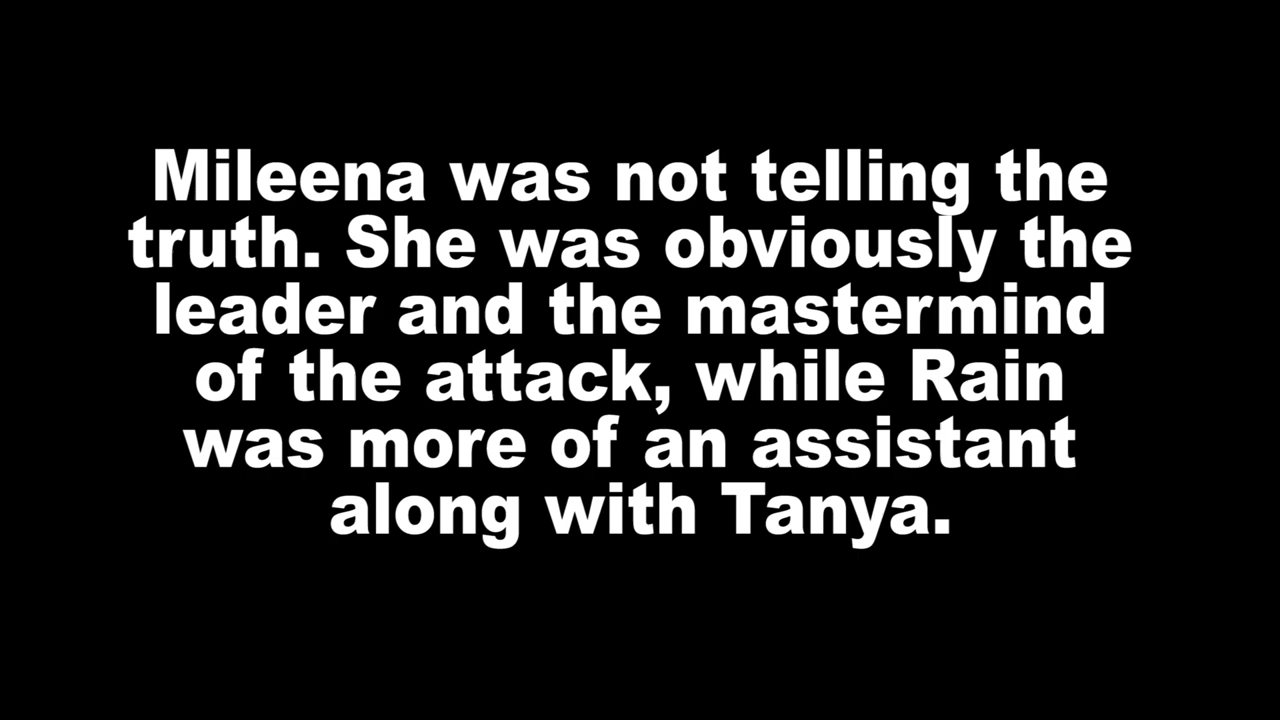 Mileena was not telling the
truth. She was obviously the
leader and the mastermind
of the attack, while Rain
was more of an assistant
along with Tanya.